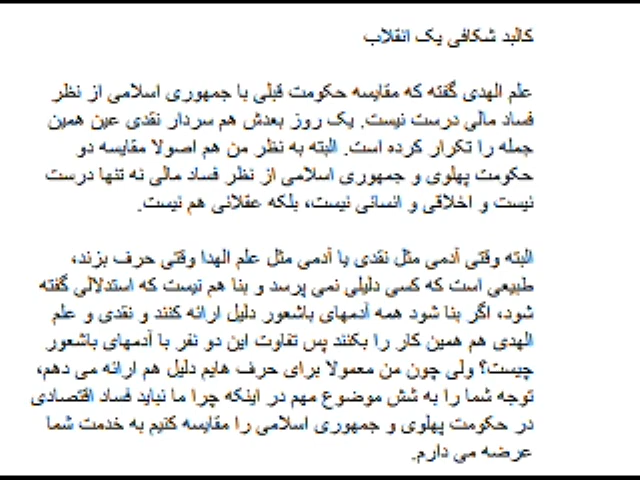 کالبد شکافی یک انقلاب
علم الهدی گفته که مقایسه حکومت قبلی با جمهوری اسلامی از نظر
فساد مالی درست نیست. یک روز بعدش هم سردار نقدی عین همین
جمله را تکرار کرده است. البته به نظر من هم اصولا مقایسه دو
حکومت پهلوی و جمهوری اسلامی از نظر فساد مالی نه تنها درست
نیست و اخلاقی و انسانی نیست، بلکه عقلانی هم نیست.
البته وقتی آدمی مثل نقدی یا آدمی مثل علم الهدا وقتی حرف بزند،
طبیعی است که کسی دلیلی نمی پرسد و بنا هم نیست که استدلالی گفته
شود، اگر بنا شود همه آدمهای باشعور دلیل ارائه کنند و نقدی و علم
الهدی هم همین کار را بکنند پس تفاوت این دو نفر با آدمهای باشعور
چیست؟ ولی چون من معمولا برای حرف هایم دلیل هم ارائه می دهم،
توجه شما را به شش موضوع مهم در اینکه چرا ما نباید فساد اقتصادی
در حکومت پهلوی و جمهوری اسلامی را مقایسه کنیم به خدمت شما
عرضه می دارم.